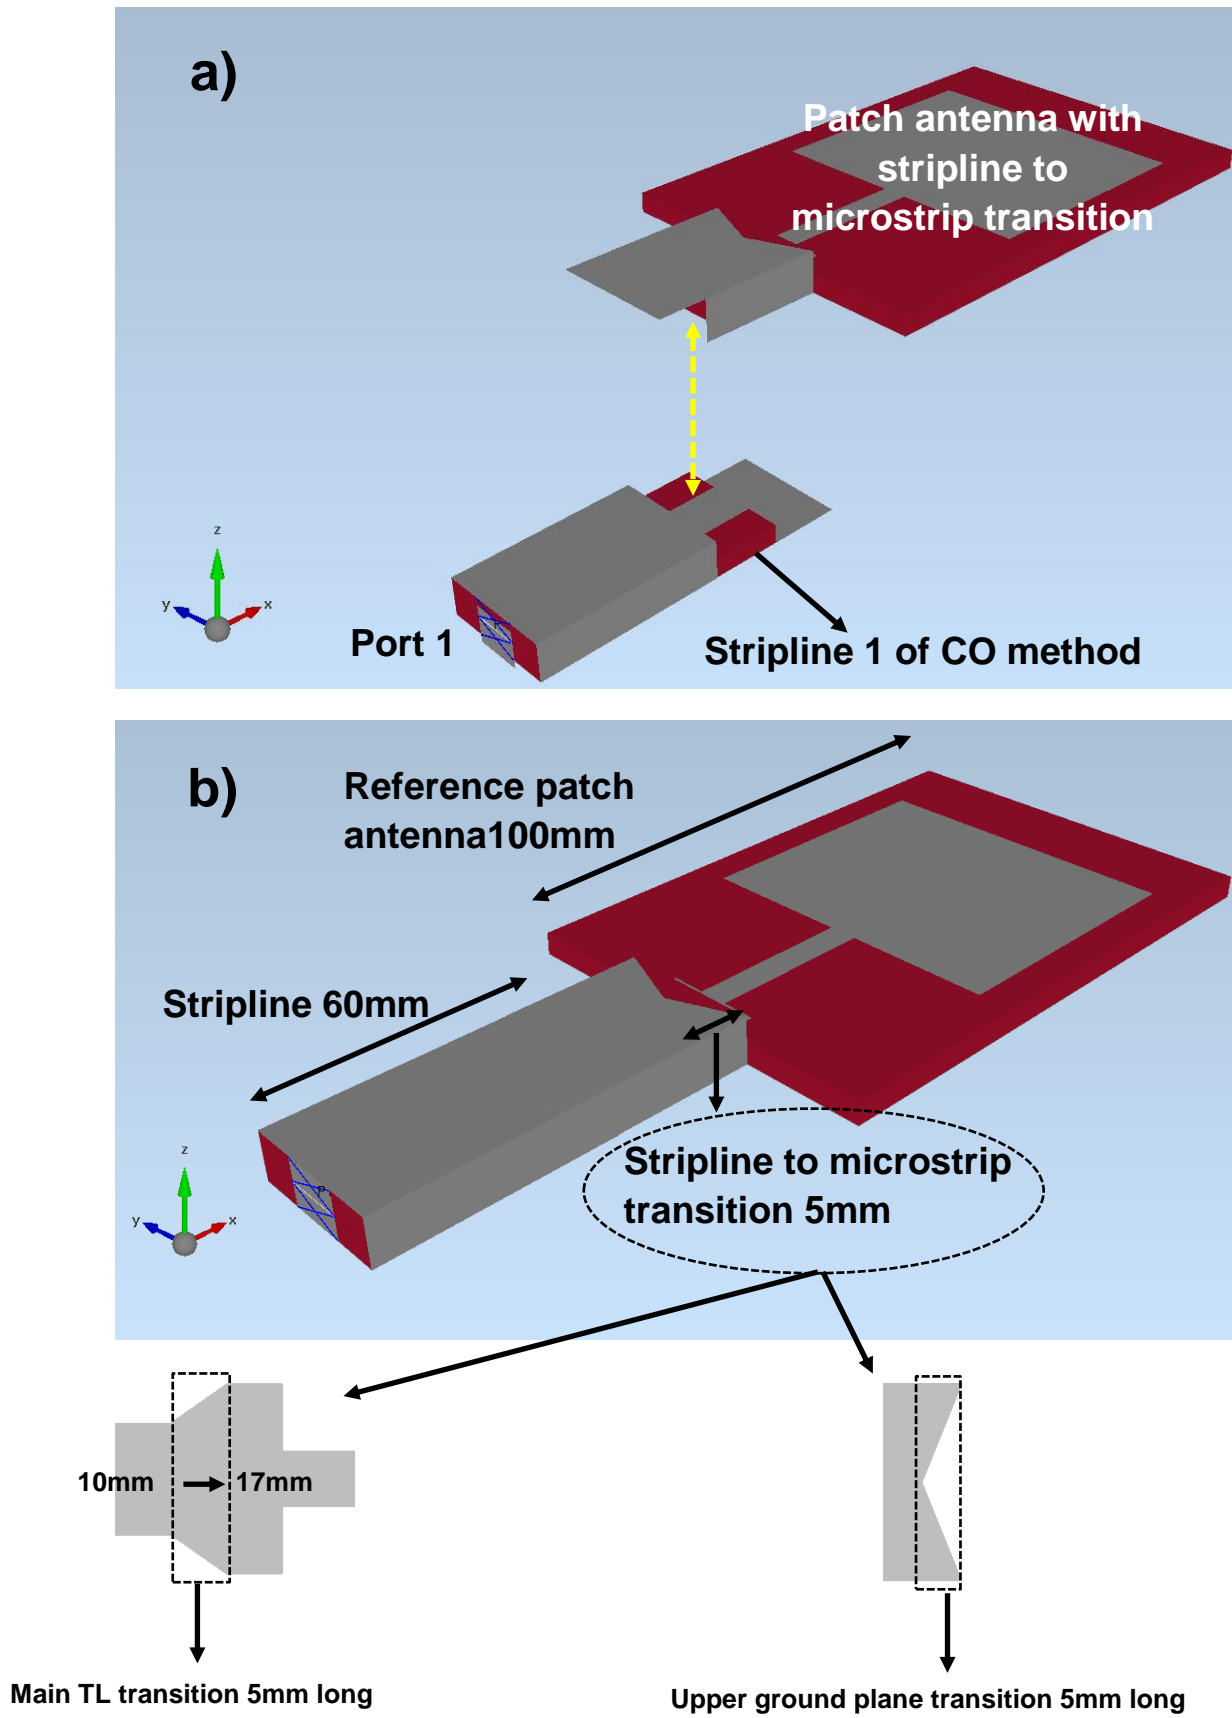 a)
Patch antenna with
stripline to
microstrip transition
z
y
x
Port 1
Stripline 1 of CO method
b)
Reference patch
antenna100mm
Stripline 60mm
Stripline to microstrip
transition 5mm
z
y
x
10mm
17mm
Main TL transition 5mm long
Upper ground plane transition 5mm long